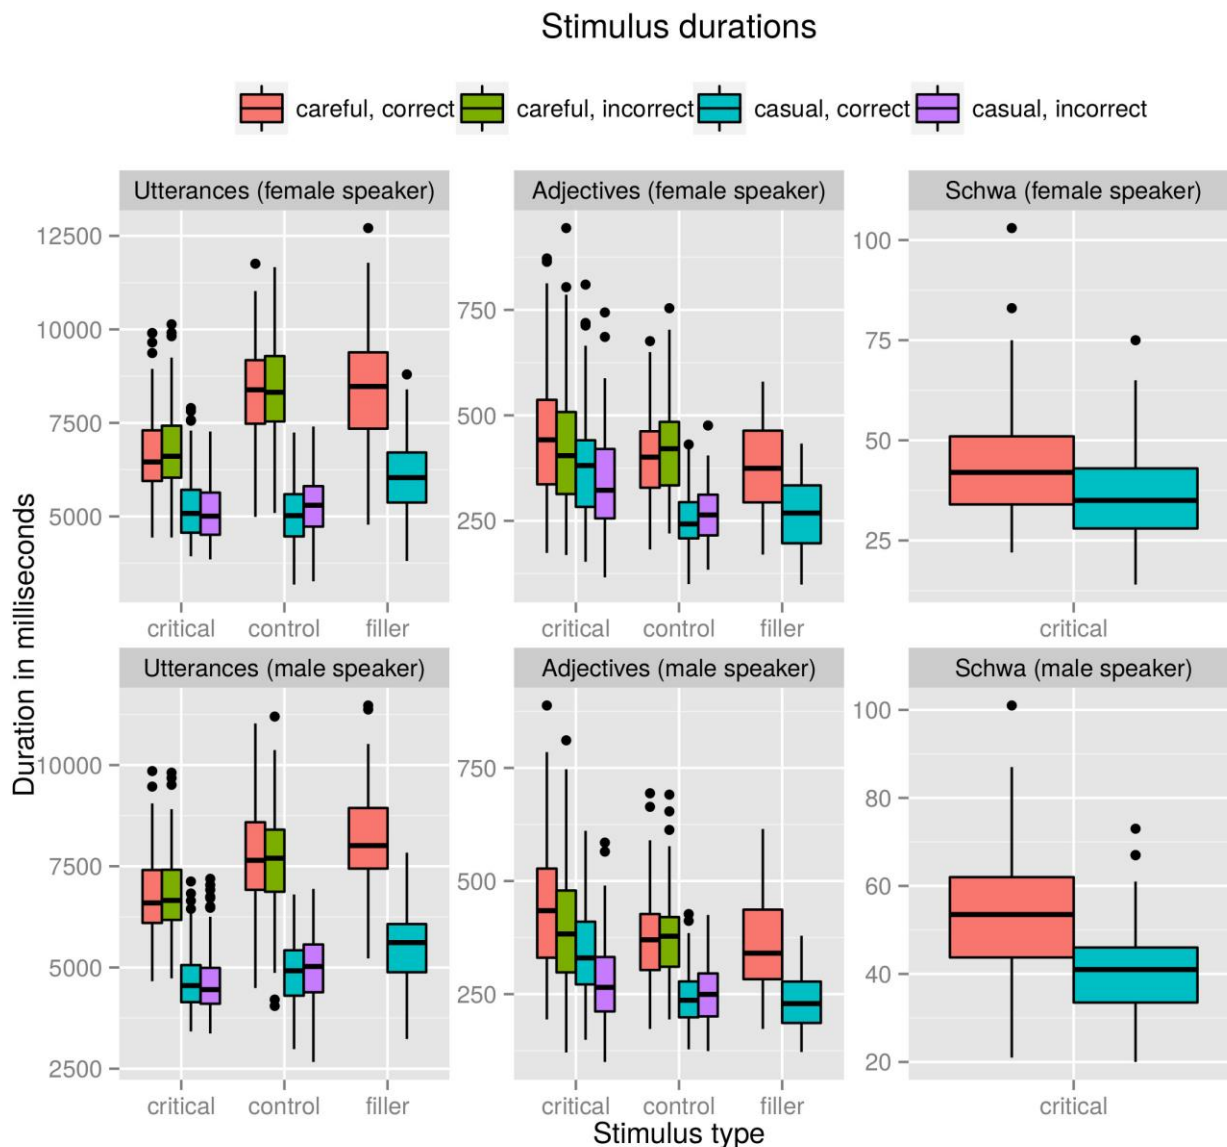 Stimulus durations
careful, correct careful, incorrect casual, correct casual, incorrect
Utterances (female speaker)
12500
10000
7500
5000
critical control filler
Adjectives (female speaker)
750
500
250
critical control filler
Schwa (female speaker)
100
75
50
25
critical
Utterances (male speaker)
10000
7500
5000
2500
critical control filler
Adjectives (male speaker)
750
500
250
critical control filler
Schwa (male speaker)
100
80
60
40
20
critical
Duration in milliseconds
Stimulus type